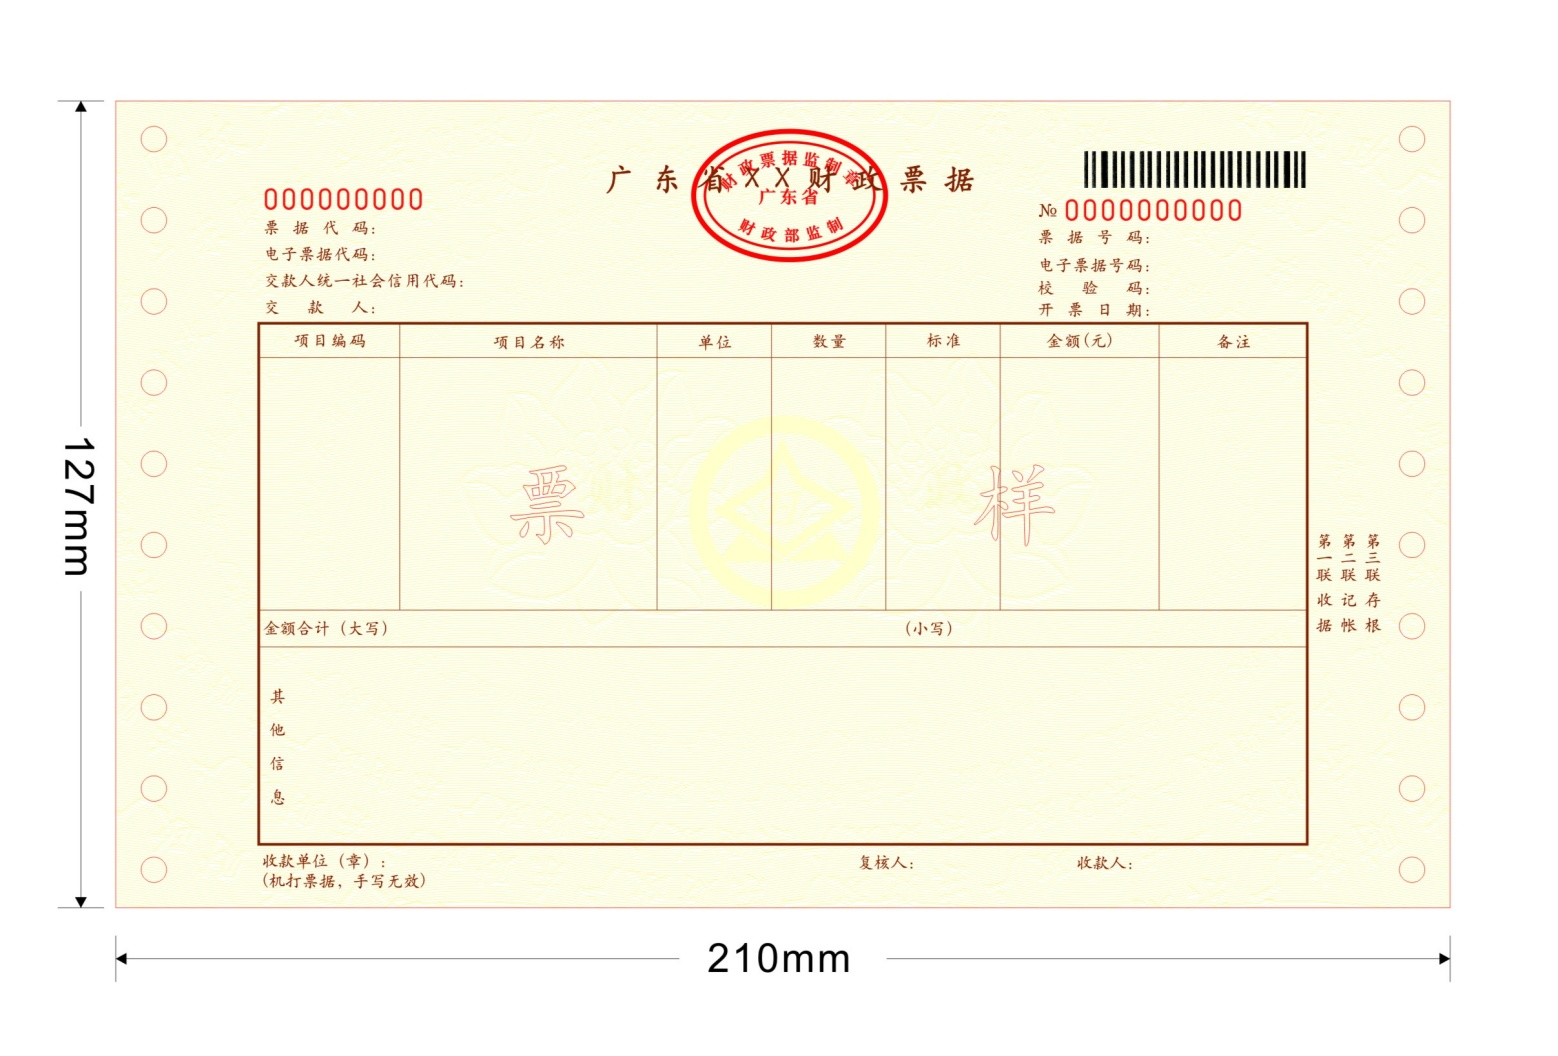 广东省XX财政票据
财政票据监制章
广东省
财政部监制
000000000
票据代码：
电子票据代码：
交款人统一社会信用代码：
交款人：
№ 0000000000
票据号码：
电子票据号码：
校验码：
开票日期：
项目编码 项目名称 单位 数量 标准 金额(元) 备注
票 样
金额合计（大写） （小写）
其他信息
第一联 收据
第二联 记帐
第三联 存根
收款单位（章）： 复核人： 收款人：
（机打票据，手写无效）
127mm
210mm